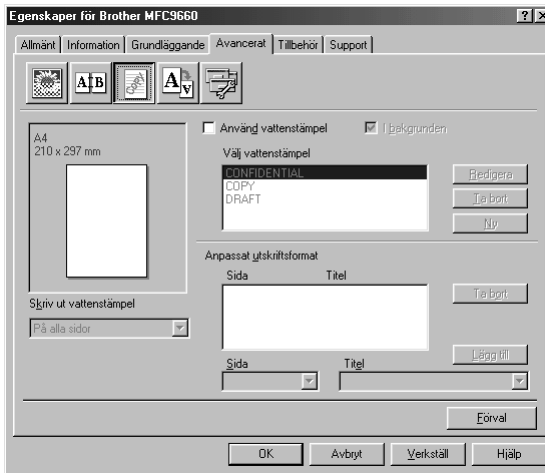 Egenskaper för Brother MFC9660
Allmänt Information Grundläggande Avancerat Tillbehör Support
A4
210 x 297 mm
Skriv ut vattenstämpel
På alla sidor
Använd vattenstämpel I bakgrunden
Välj vattenstämpel
CONFIDENTIAL
COPY
DRAFT
Redigera
Ta bort
Ny
Anpassat utskriftsformat
Sida Titel
Ta bort
Lägg till
Sida Titel
Förval
OK Avbryt Verkställ Hjälp